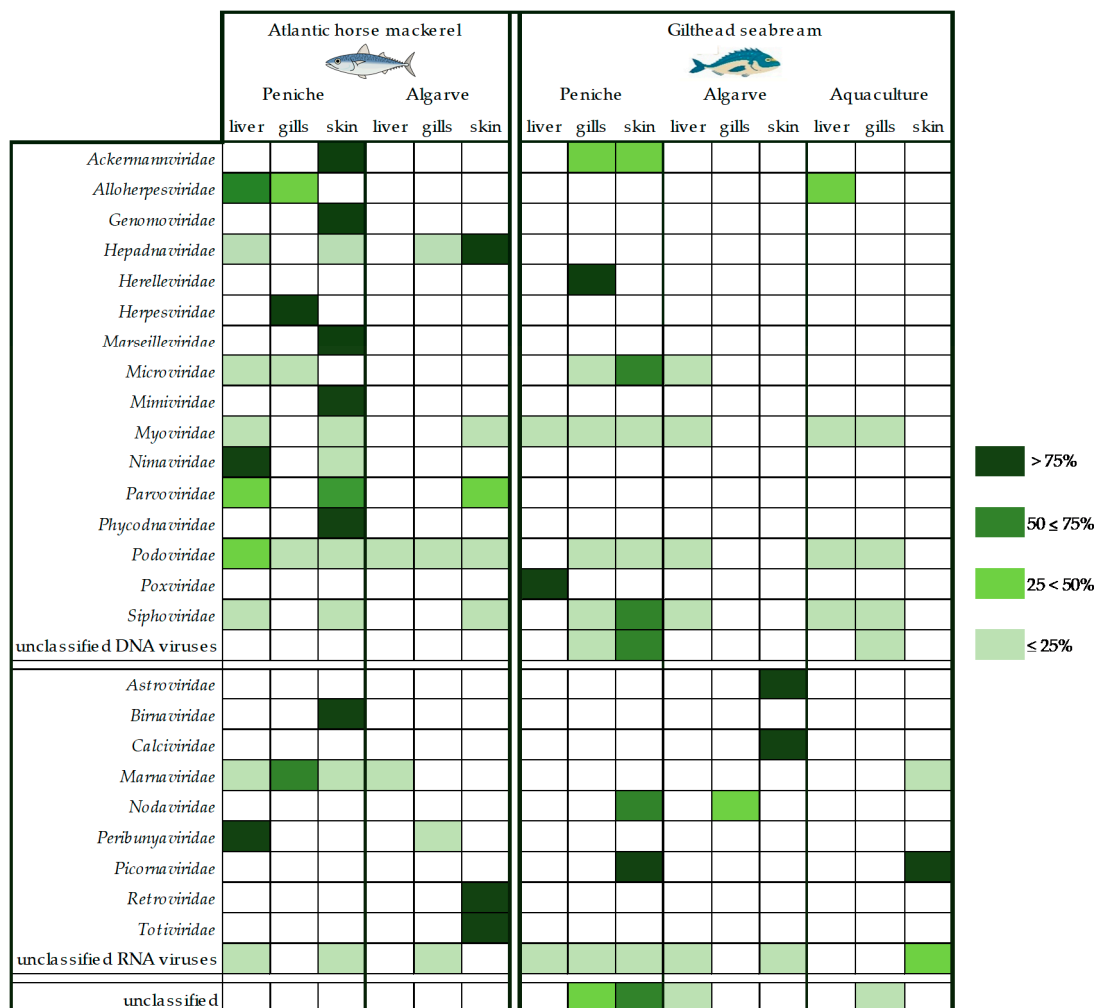 Atlantic horse mackerel Gilthead seabream
Peniche Algarve Peniche Algarve Aquaculture
liver gills skin liver gills skin liver gills skin liver gills skin liver gills skin
Ackermannviridae
Alloherpesviridae
Genomoviridae
Hepadnaviridae
Herelleviridae
Herpesviridae
Marseilleviridae
Microviridae
Mimiviridae
Myoviridae
Nimaviridae
Parvoviridae
Phycodnaviridae
Podoviridae
Poxviridae
Siphoviridae
unclassified DNA viruses
Astroviridae
Birnaviridae
Calciviridae
Marnaviridae
Nodaviridae
Peribunyaviridae
Picornaviridae
Retroviridae
Totiviridae
unclassified RNA viruses
unclassified
> 75%
50 ≤ 75%
25 < 50%
≤ 25%